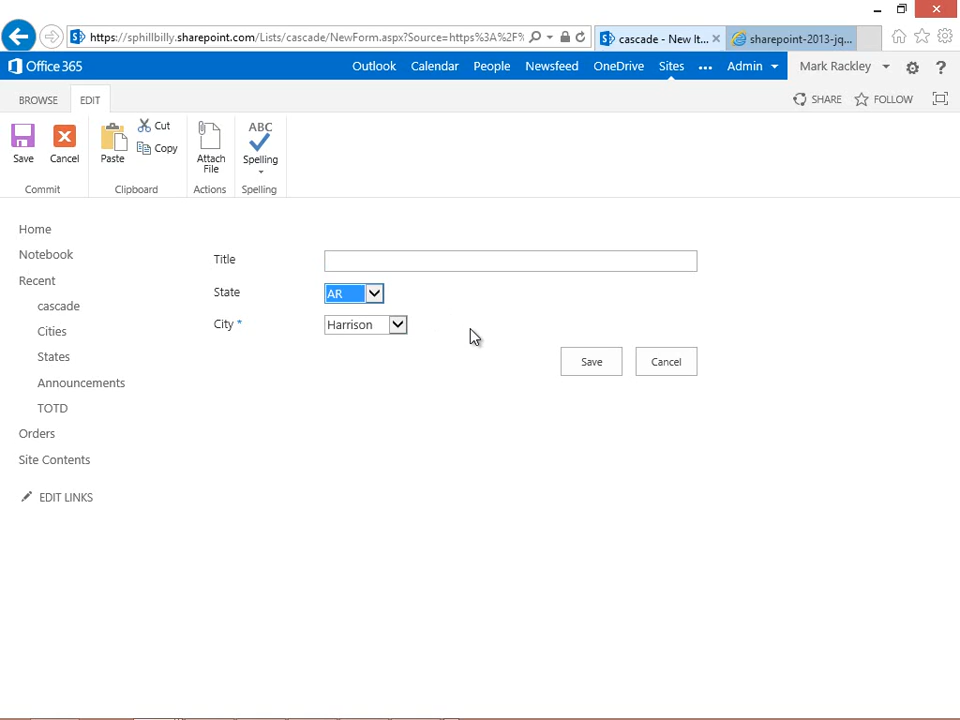 https://sphillbilly.sharepoint.com/Lists/cascade/NewForm.aspx?Source=https%3A%2F%
cascade - New It...
sharepoint-2013-jq...
Office 365
Outlook
Calendar
People
Newsfeed
OneDrive
Sites
...
Admin
Mark Rackley
?
BROWSE
EDIT
SHARE
FOLLOW
Save
Cancel
Paste
Cut
Copy
Attach
File
ABC
Spelling
Commit
Clipboard
Actions
Spelling
Home
Notebook
Recent
cascade
Cities
States
Announcements
TOTD
Orders
Site Contents
EDIT LINKS
Title
State
AR
City *
Harrison
Save
Cancel